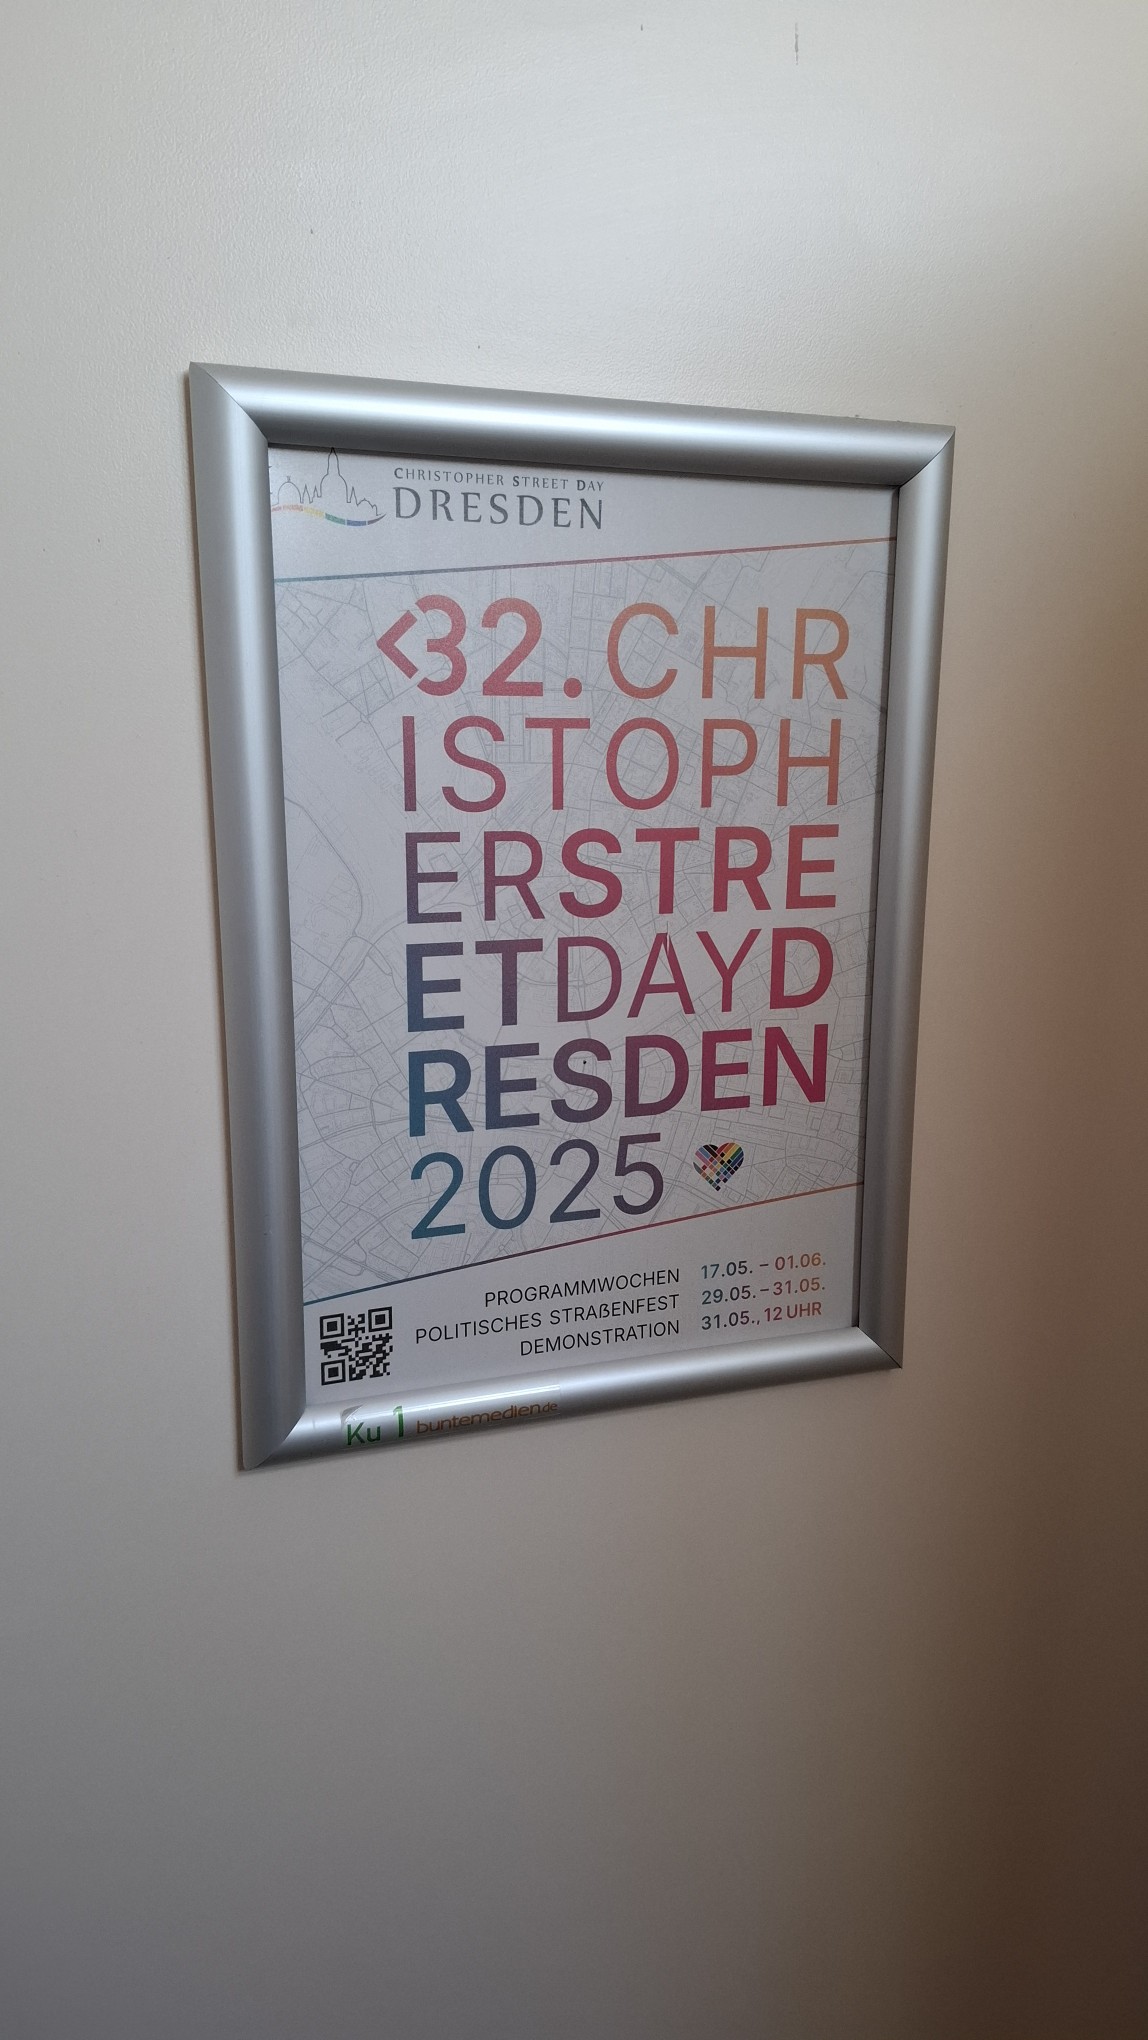 CHRISTOPHER STREET DAY
DRESDEN
<32. CHR
ISTOPH
ERSTRE
ETDAYD
RESDEN
2025
PROGRAMMWOCHEN 17.05. – 01.06.
POLITISCHES STRAßENFEST 29.05. – 31.05.
DEMONSTRATION 31.05., 12 UHR
Ku 1 buntemedien.de